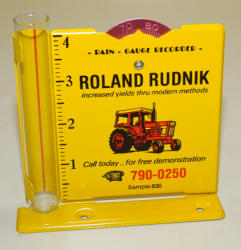 70 80
4
- RAIN - GAUGE RECORDER -
ROLAND RUDNIK
increased yields thru modern methods
3
2
Call today .. for free demonstration
790-0250
1
Sample 630